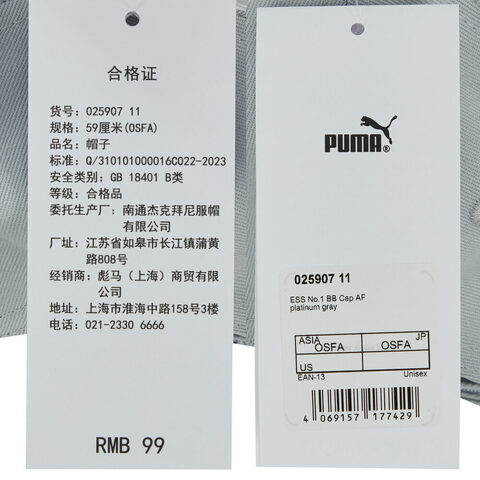 合格证
货号: 025907 11
规格: 59厘米(OSFA)
品名: 帽子
标准: Q/310101000016C022-2023
安全类别: GB 18401 B类
等级: 合格品
委托生产厂: 南通杰克拜尼服帽
有限公司
厂址: 江苏省如皋市长江镇蒲黄
路808号
经销商: 彪马（上海）商贸有限
公司
地址: 上海市淮海中路158号3楼
电话: 021-2330 6666
RMB 99
PUMA
025907 11
ESS No.1 BB Cap AF
platinum gray
ASIA OSFA OSFA JP
US
EAN-13 Unisex
4 069157 177429